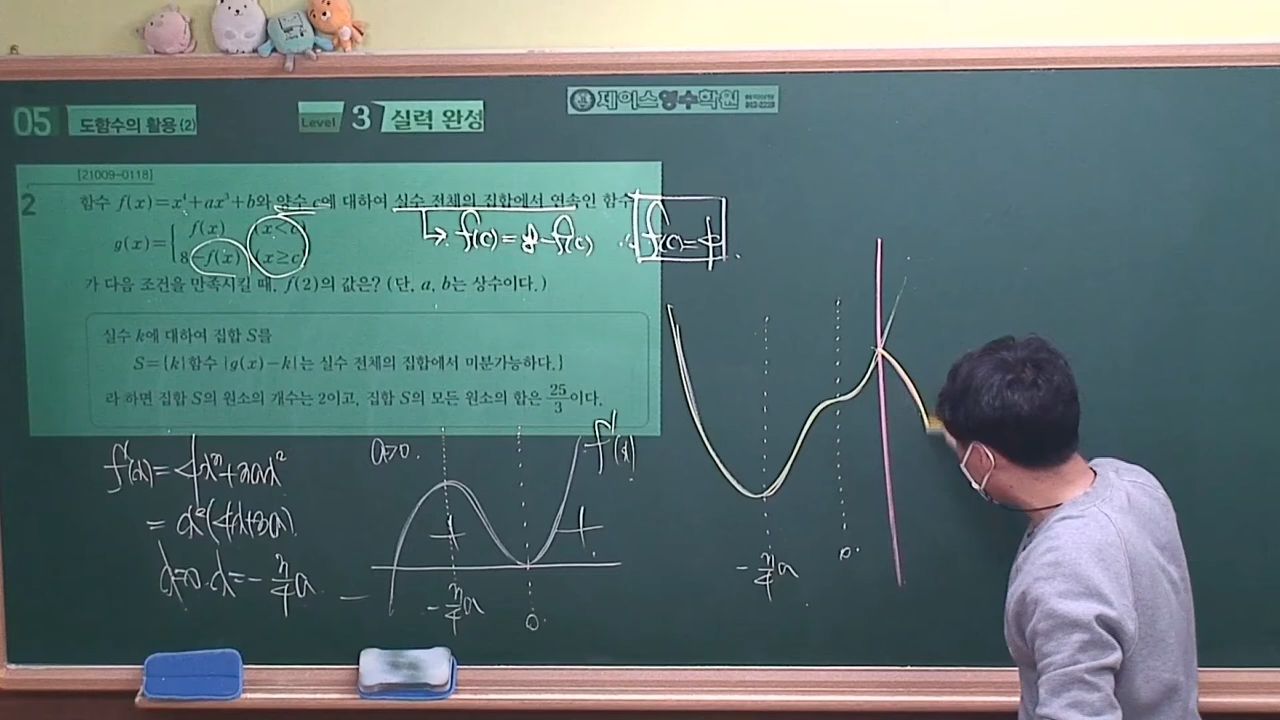 05 도함수의 활용 (2)
Level 3 실력 완성
제이스영수학원
[21009-0118]
2 함수 f(x)=x⁴+ax³+b와 양수 c에 대하여 실수 전체의 집합에서 연속인 함수
g(x)={ f(x) (x<c)
8-f(x) (x≥c)
가 다음 조건을 만족시킬 때, f(2)의 값은? (단, a, b는 상수이다.)
실수 k에 대하여 집합 S를
S={k|함수 |g(x)-k|는 실수 전체의 집합에서 미분가능하다.}
라 하면 집합 S의 원소의 개수는 2이고, 집합 S의 모든 원소의 합은 25/3이다.
f(c)=8-f(c) ∴ f(c)=4
f'(x)=4x³+3ax²
=x²(4x+3a)
x=0. x=-3/4a
a>0.
f'(x)
+ +
-
-3/4a
0.
-3/4a
0.